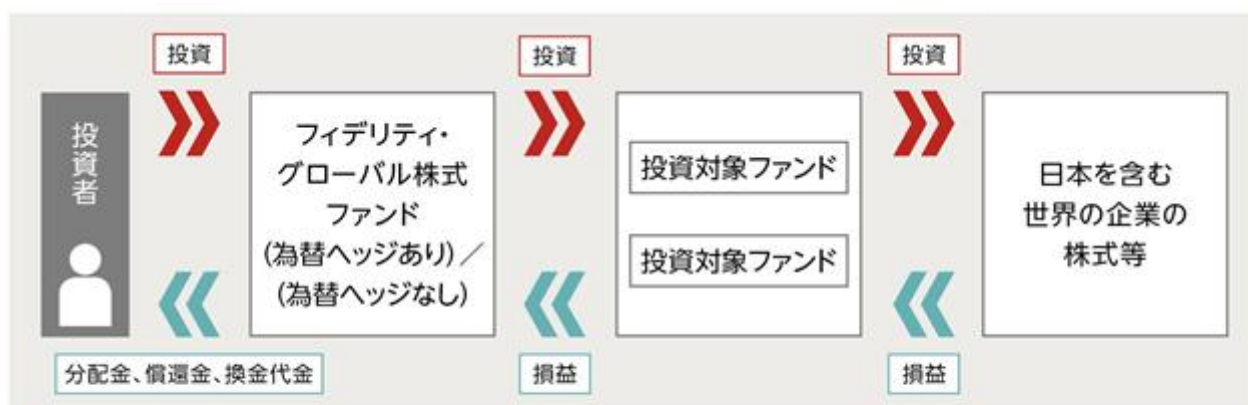 投資
投資
投資
投資者
フィデリティ・
グローバル株式
ファンド
(為替ヘッジあり)／
(為替ヘッジなし)
投資対象ファンド
投資対象ファンド
日本を含む
世界の企業の
株式等
分配金、償還金、換金代金
損益
損益